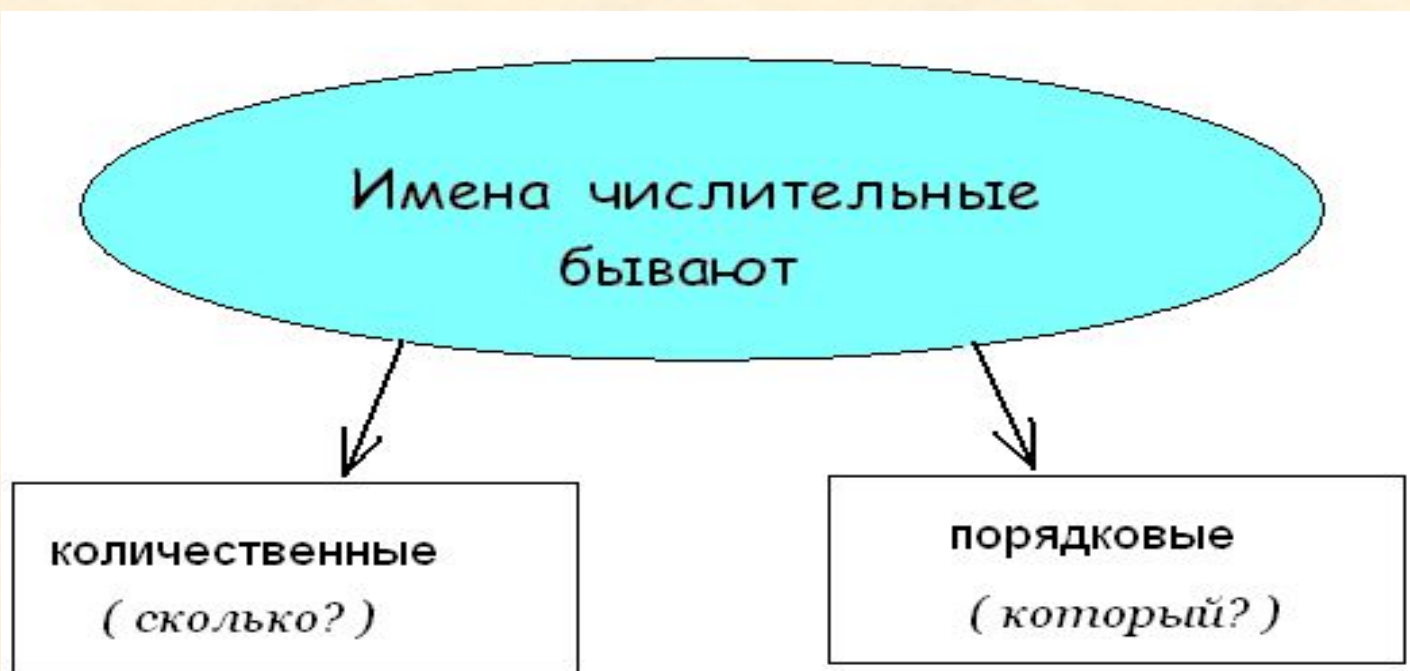 Имена числительные
бывают
количественные
( сколько? )
порядковые
( который? )